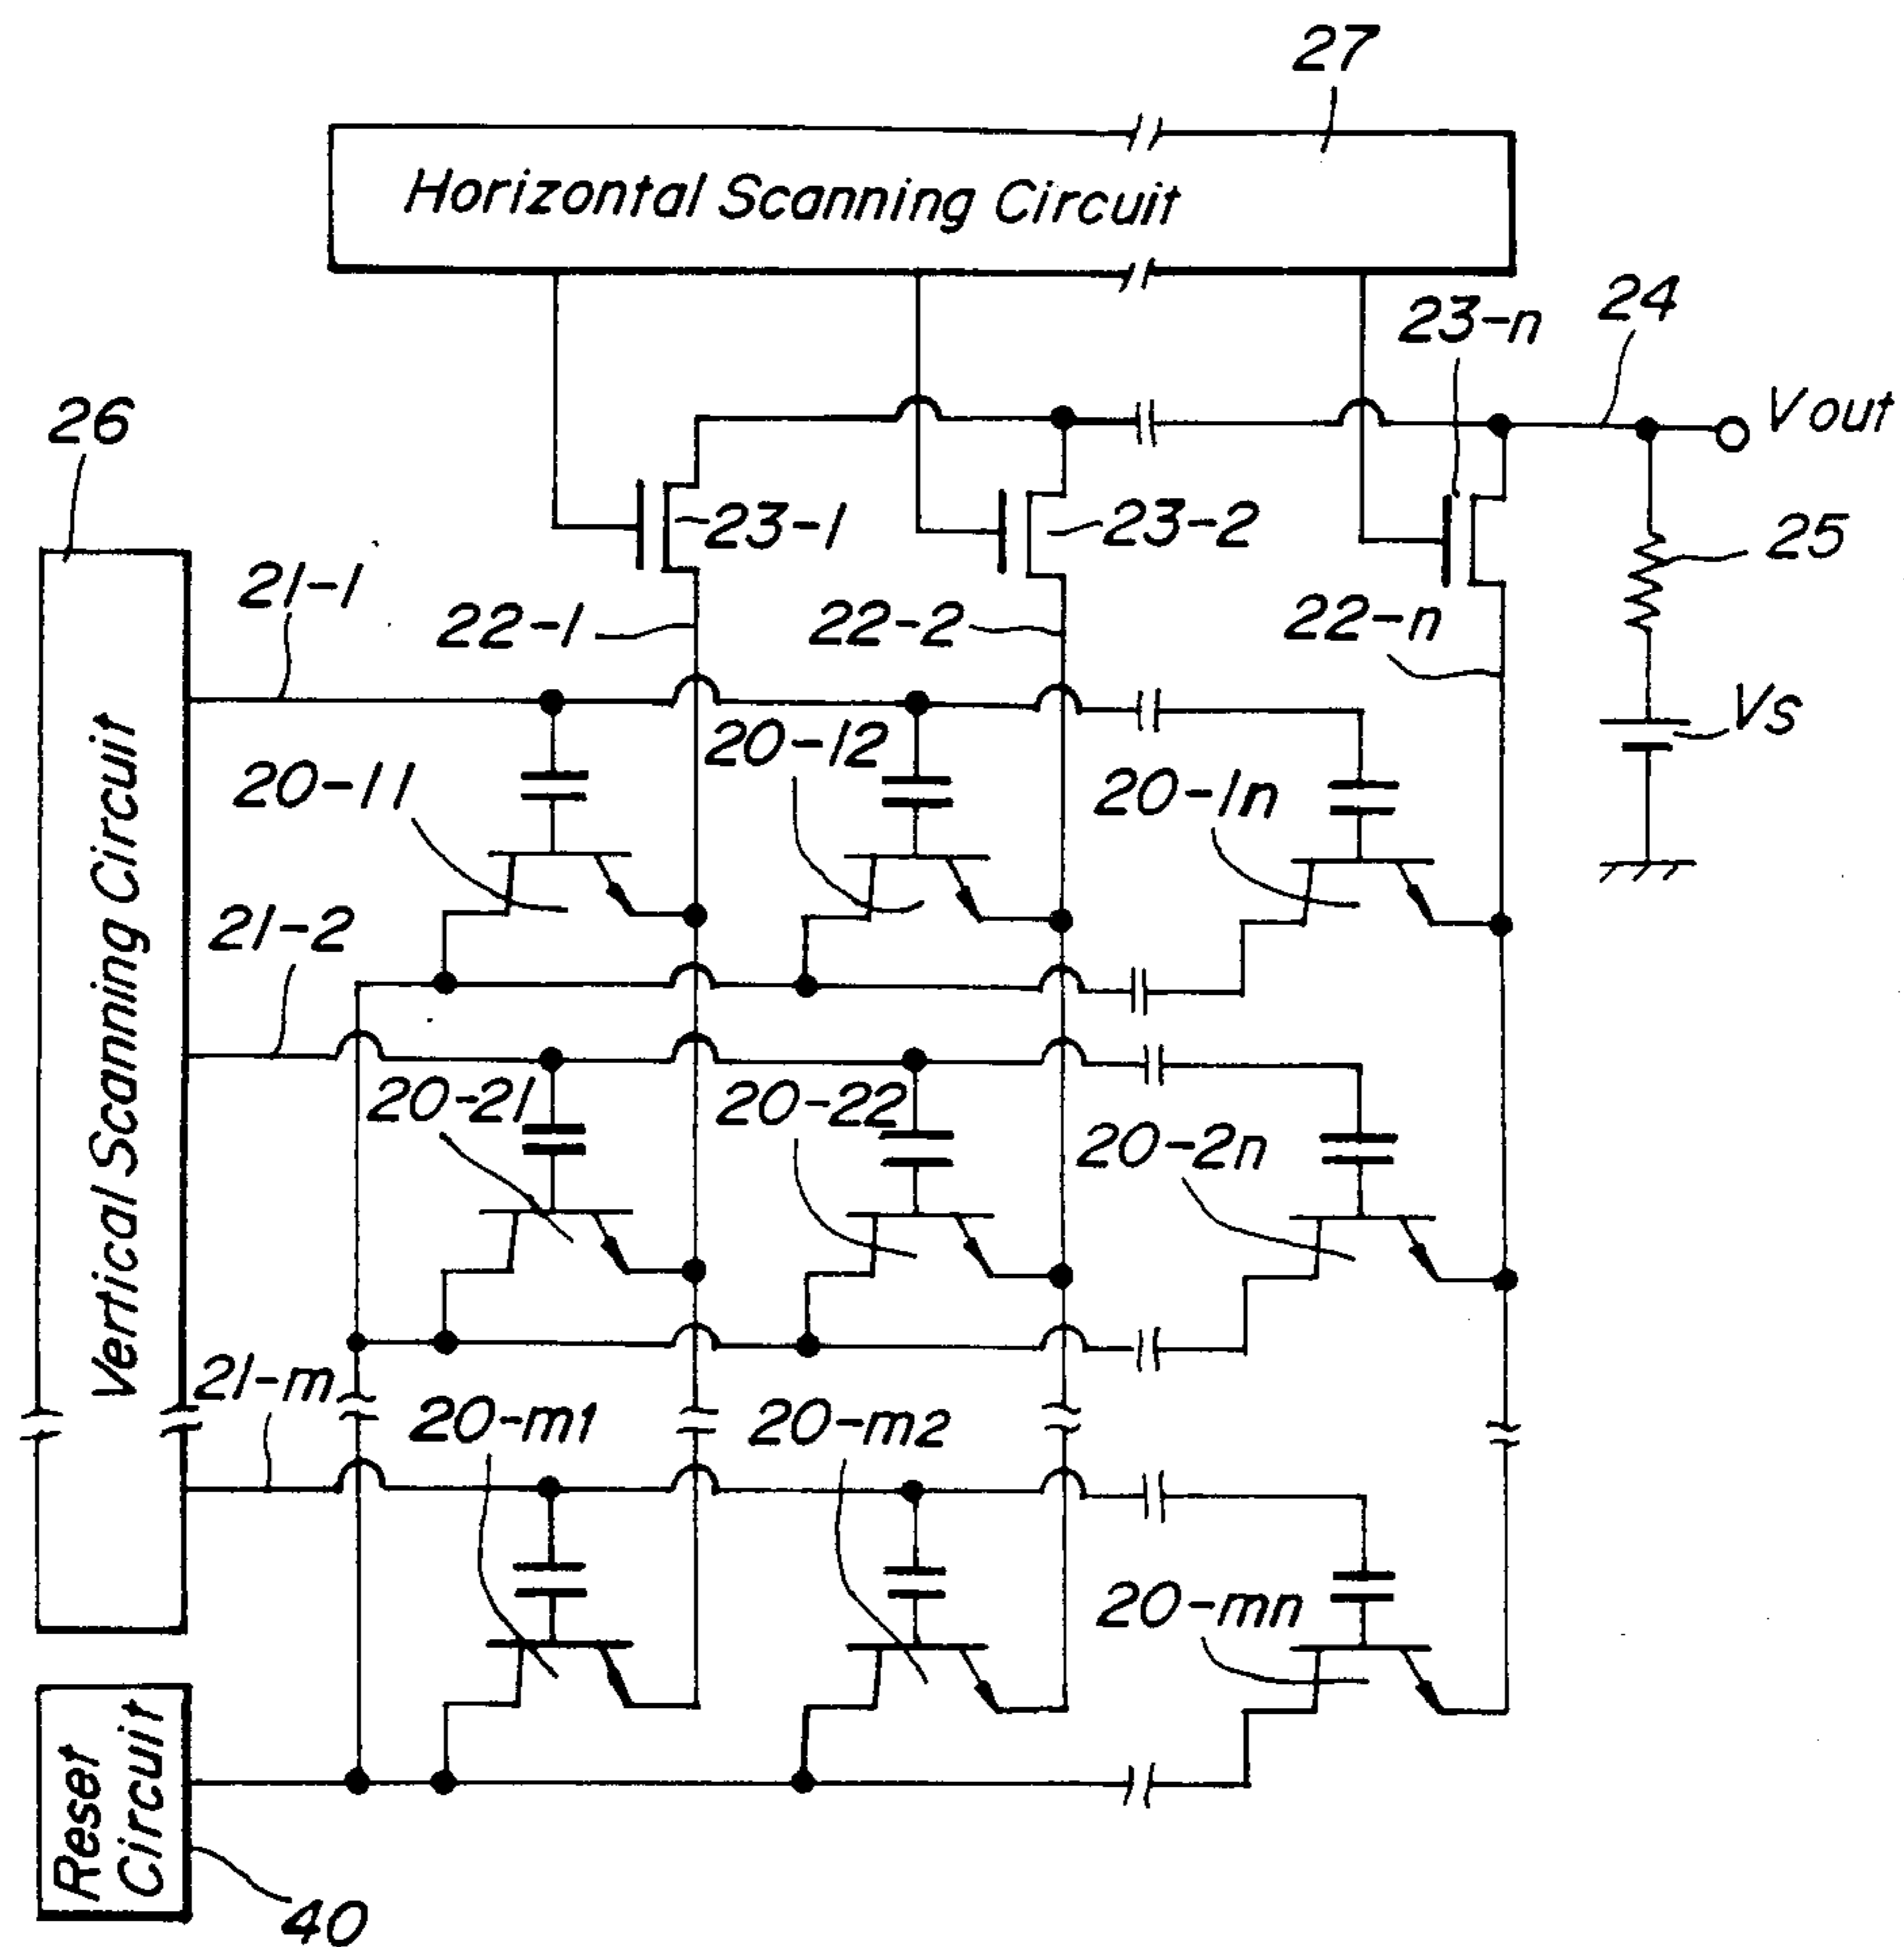 27
Horizontal Scanning Circuit
24
23-n
Vout
26
23-1
23-2
25
21-1
22-1
22-2
22-n
Vs
20-11
20-12
20-1n
Vertical Scanning Circuit
21-2
20-21
20-22
20-2n
21-m
20-m1
20-m2
20-mn
Reset
Circuit
40